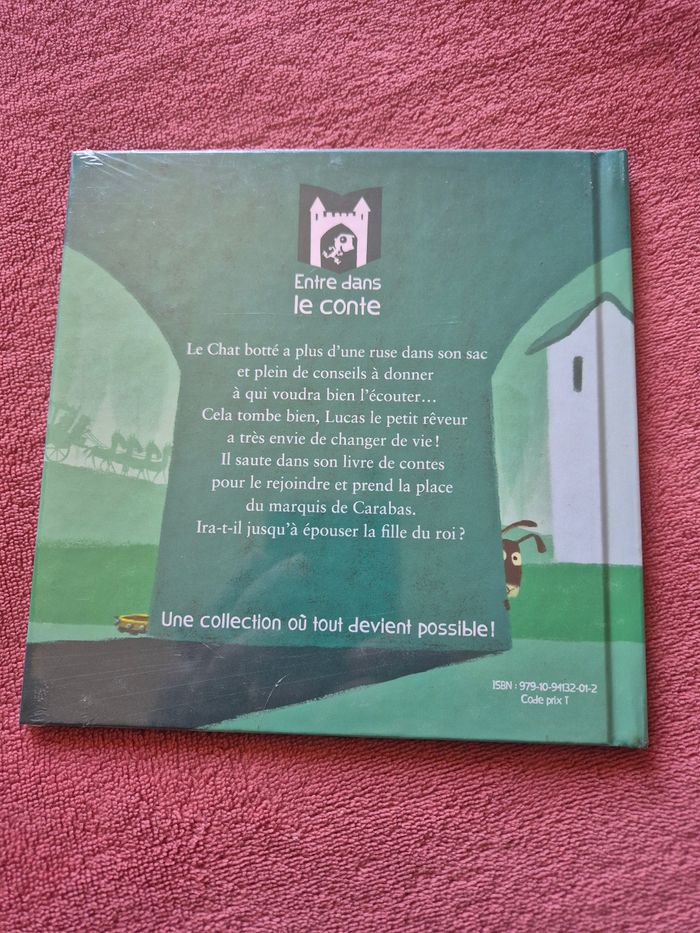 Entre dans
le conte
Le Chat botté a plus d'une ruse dans son sac
et plein de conseils à donner
à qui voudra bien l'écouter...
Cela tombe bien, Lucas le petit rêveur
a très envie de changer de vie !
Il saute dans son livre de contes
pour le rejoindre et prend la place
du marquis de Carabas.
Ira-t-il jusqu'à épouser la fille du roi ?
Une collection où tout devient possible !
ISBN : 979-10-94132-01-2
Code prix T